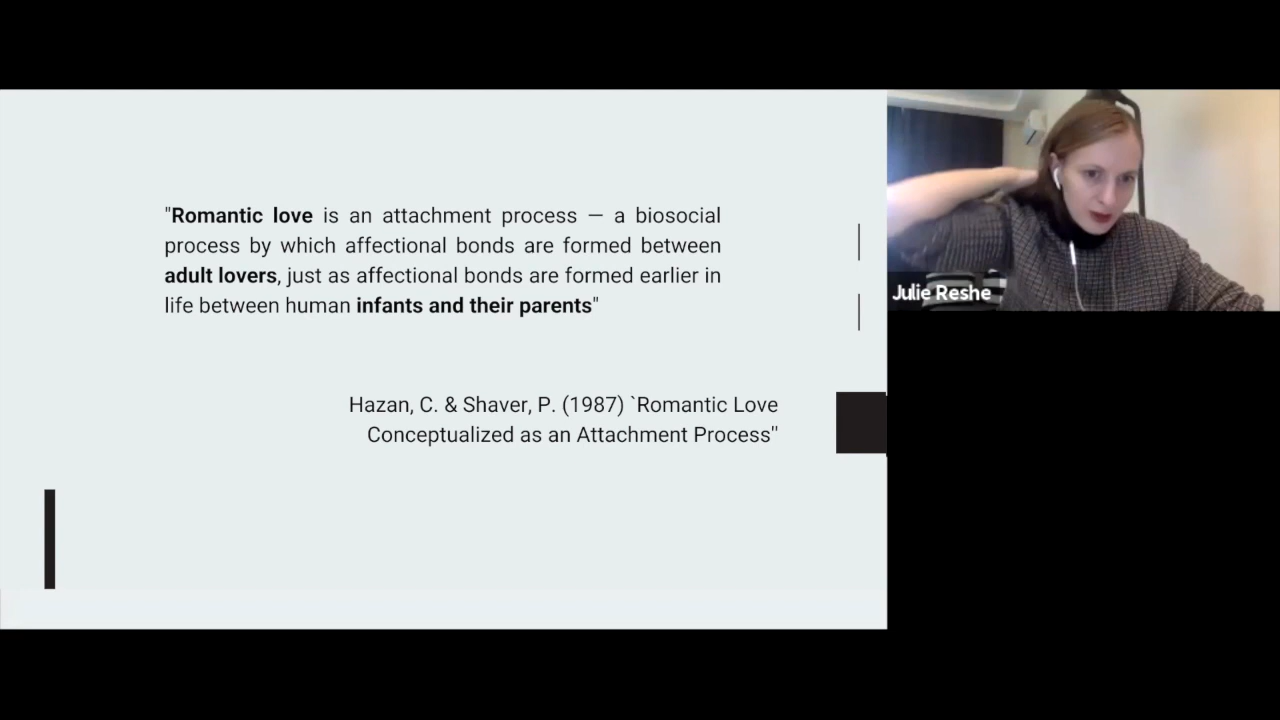 "Romantic love is an attachment process — a biosocial
process by which affectional bonds are formed between
adult lovers, just as affectional bonds are formed earlier in
life between human infants and their parents"
Hazan, C. & Shaver, P. (1987) `Romantic Love
Conceptualized as an Attachment Process"
Julie Reshe